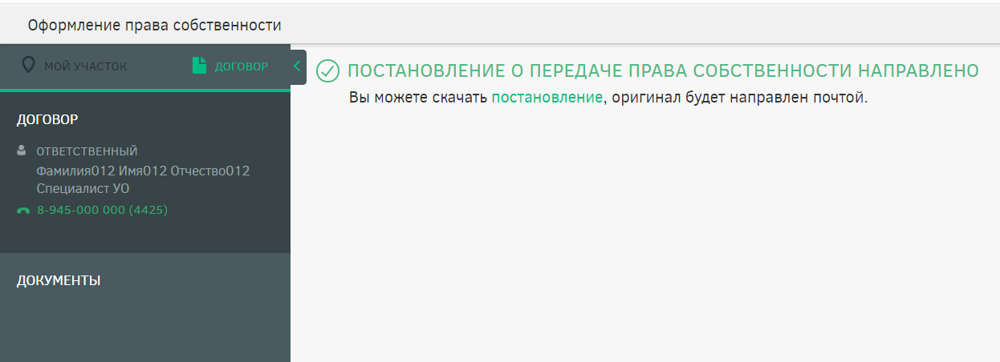 Оформление права собственности
МОЙ УЧАСТОК
ДОГОВОР
ДОГОВОР
ОТВЕТСТВЕННЫЙ
Фамилия012 Имя012 Отчество012
Специалист УО
8-945-000 000 (4425)
ДОКУМЕНТЫ
ПОСТАНОВЛЕНИЕ О ПЕРЕДАЧЕ ПРАВА СОБСТВЕННОСТИ НАПРАВЛЕНО
Вы можете скачать постановление, оригинал будет направлен почтой.